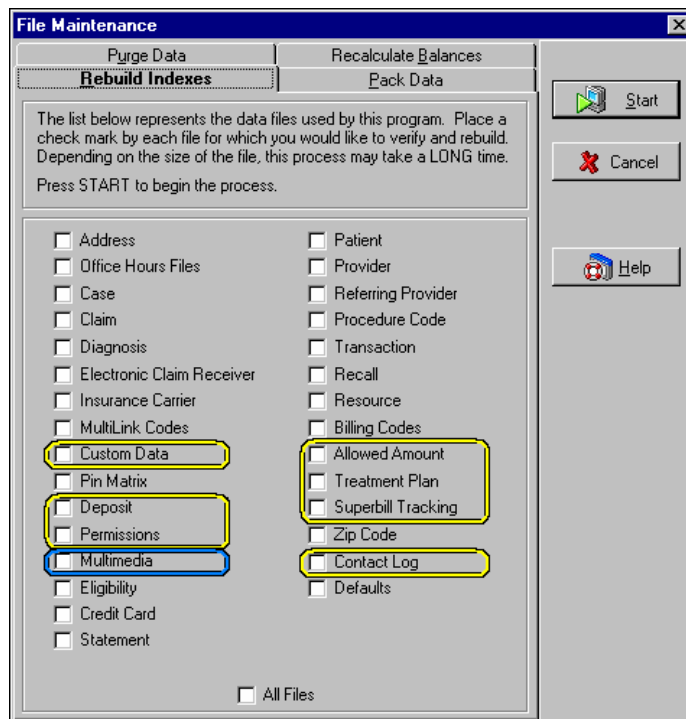 File Maintenance
Purge Data
Recalculate Balances
Rebuild Indexes
Pack Data
The list below represents the data files used by this program. Place a
check mark by each file for which you would like to verify and rebuild.
Depending on the size of the file, this process may take a LONG time.
Press START to begin the process.
Address
Office Hours Files
Case
Claim
Diagnosis
Electronic Claim Receiver
Insurance Carrier
MultiLink Codes
Custom Data
Pin Matrix
Deposit
Permissions
Multimedia
Eligibility
Credit Card
Statement
Patient
Provider
Referring Provider
Procedure Code
Transaction
Recall
Resource
Billing Codes
Allowed Amount
Treatment Plan
Superbill Tracking
Zip Code
Contact Log
Defaults
All Files
Start
Cancel
Help